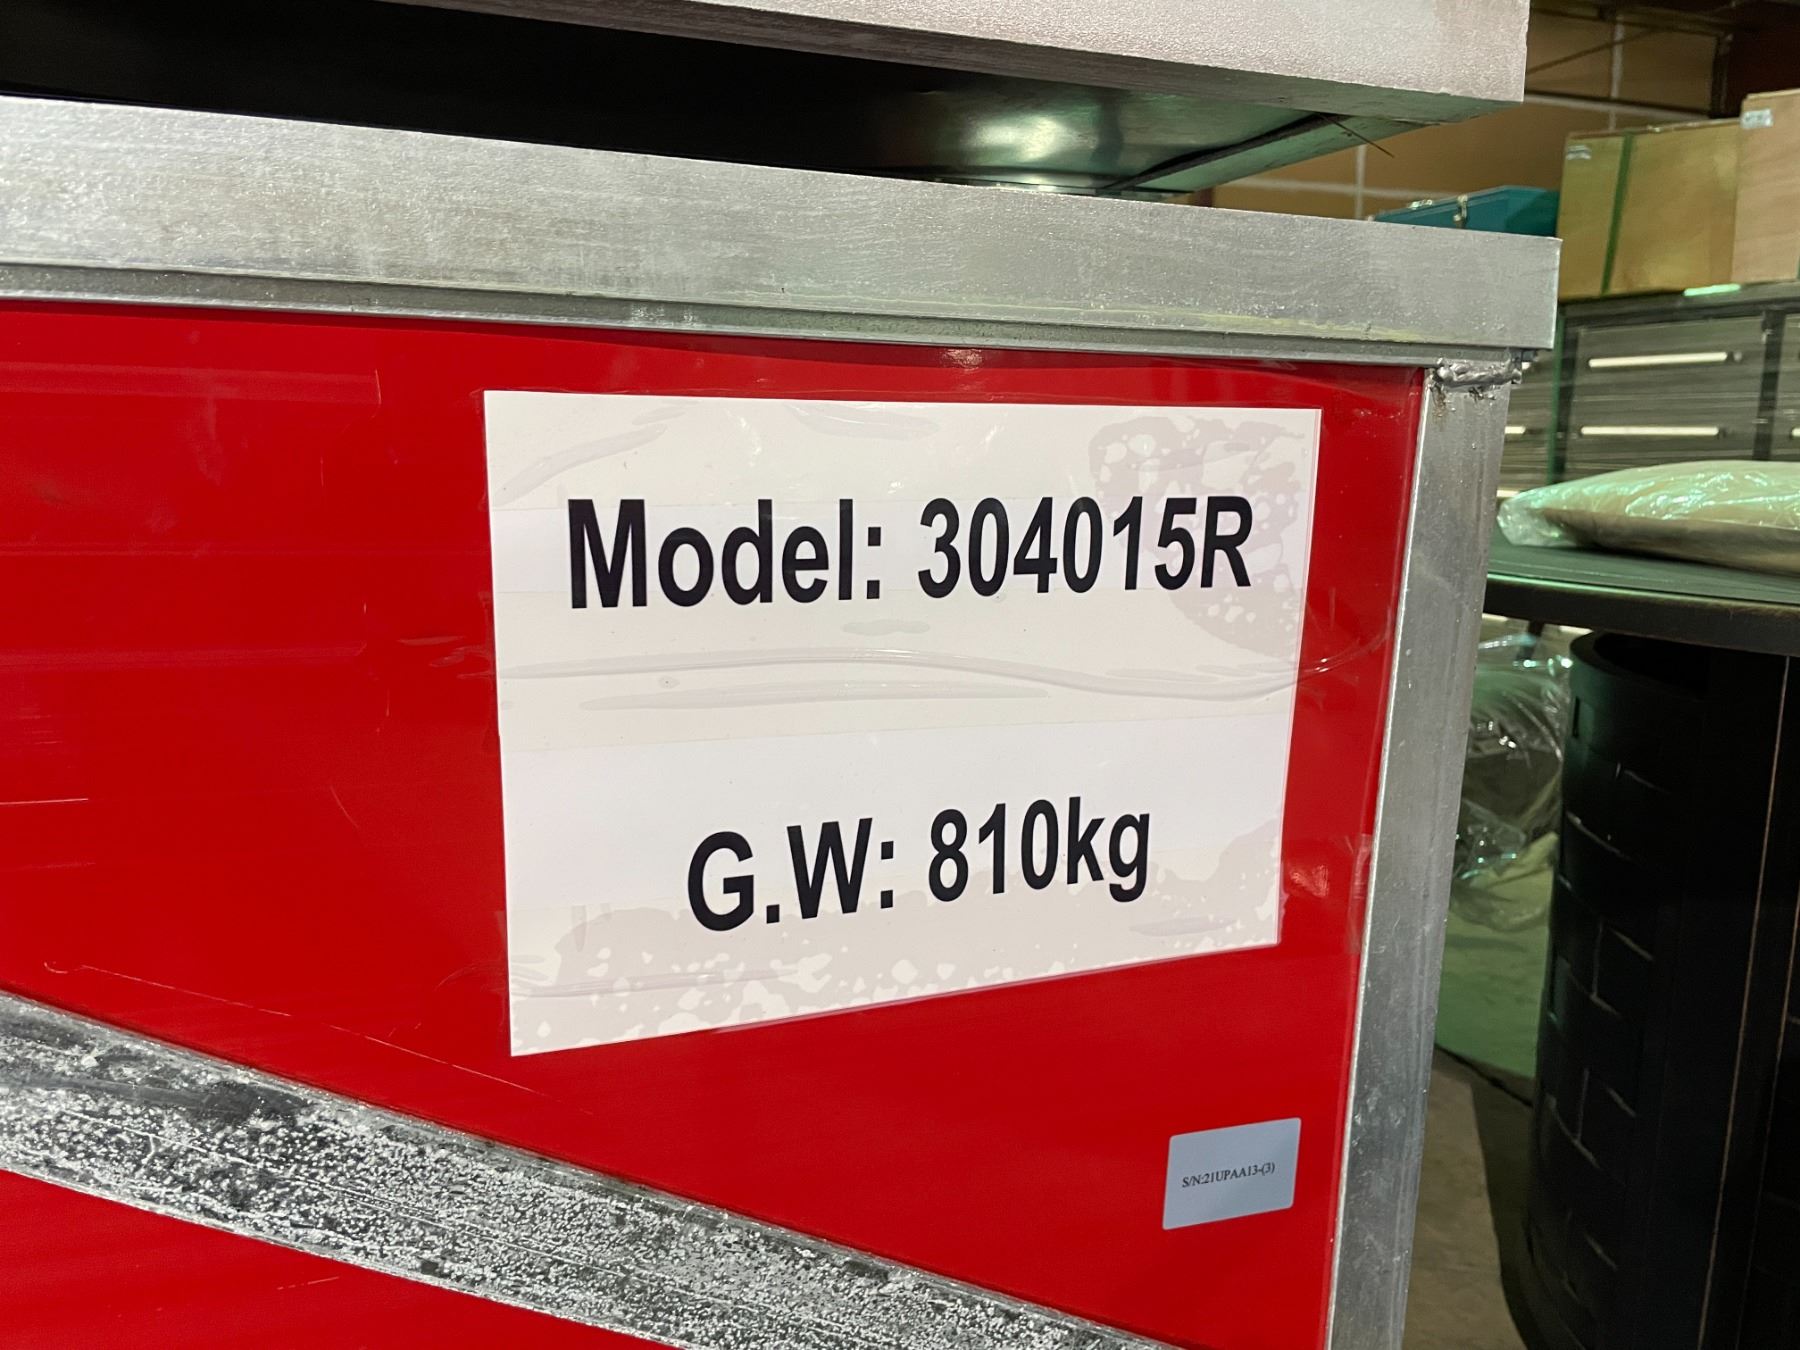 Model: 304015R
G.W: 810kg
S/N:21UPAA13-(3)